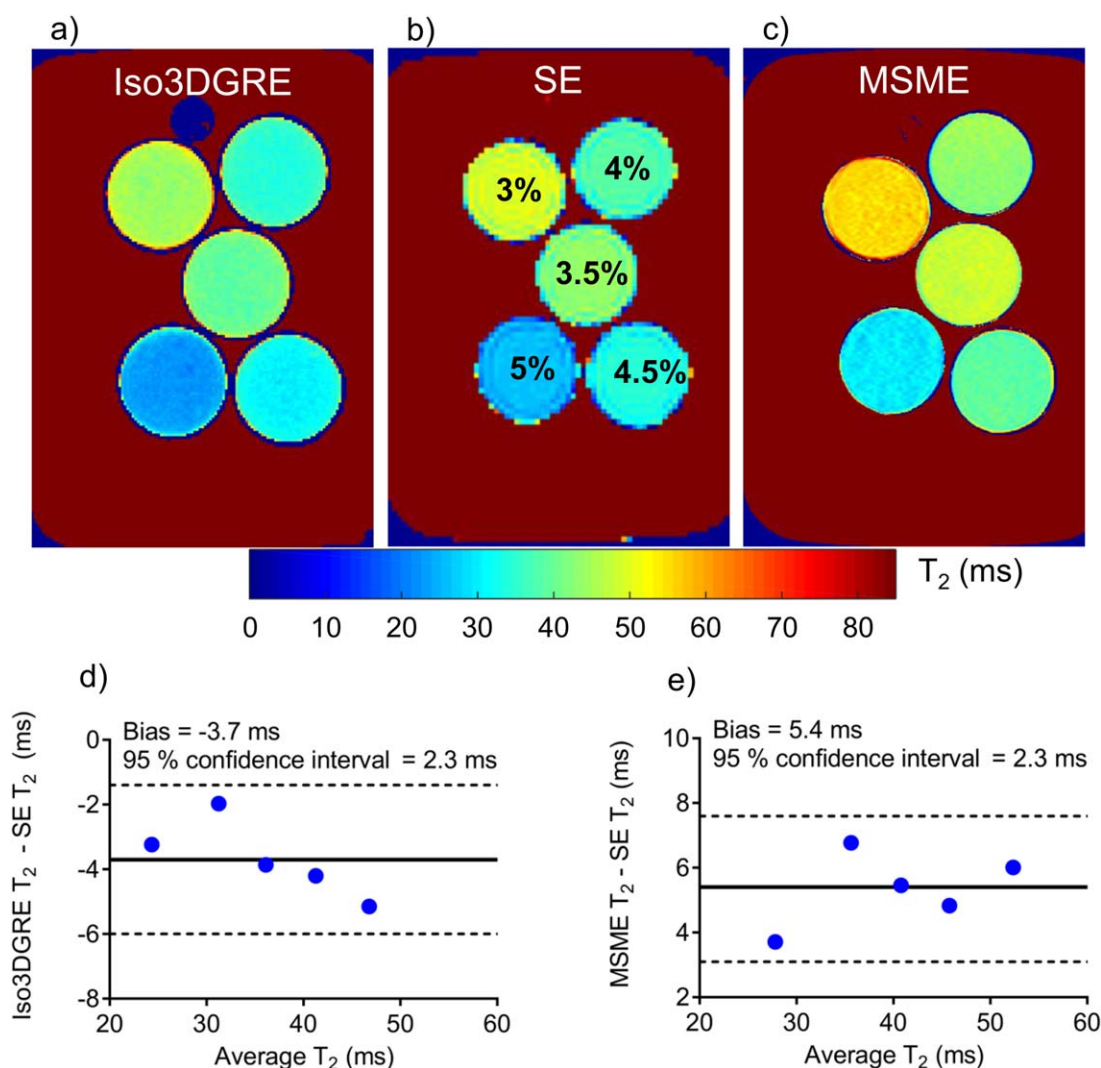 a)
b)
c)
Iso3DGRE
SE
MSME
3%
4%
3.5%
5%
4.5%
T₂ (ms)
0 10 20 30 40 50 60 70 80
d)
Bias = -3.7 ms
95 % confidence interval = 2.3 ms
Iso3DGRE T₂ - SE T₂ (ms)
0
-2
-4
-6
-8
20 30 40 50 60
Average T₂ (ms)
e)
Bias = 5.4 ms
95 % confidence interval = 2.3 ms
MSME T₂ - SE T₂ (ms)
10
8
6
4
2
20 30 40 50 60
Average T₂ (ms)